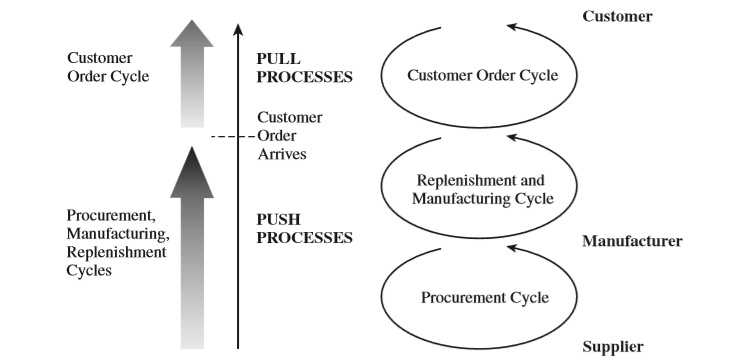 Customer
Order Cycle
Procurement,
Manufacturing,
Replenishment
Cycles
PULL
PROCESSES
Customer
Order
Arrives
PUSH
PROCESSES
Customer
Customer Order Cycle
Replenishment and
Manufacturing Cycle
Manufacturer
Procurement Cycle
Supplier